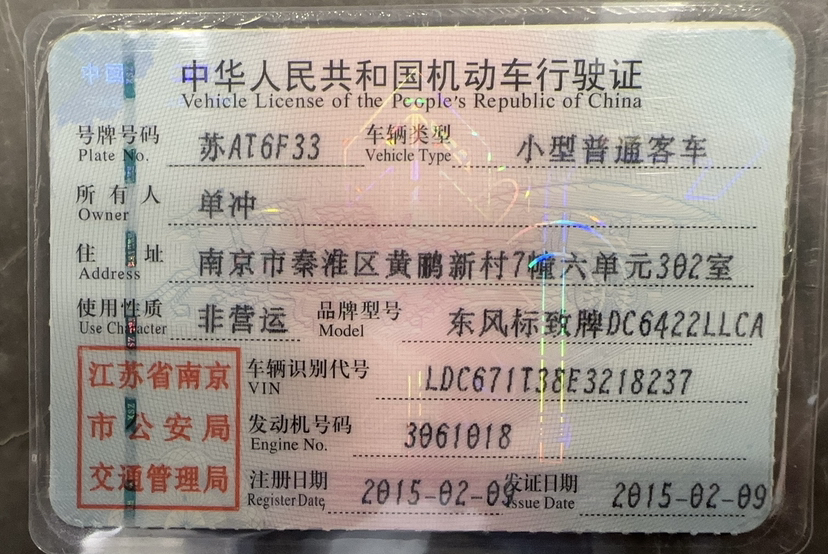 中华人民共和国机动车行驶证
Vehicle License of the People's Republic of China
号牌号码 苏AT6F33 车辆类型 小型普通客车
Plate No. Vehicle Type
所有人 单冲
Owner
住址 南京市秦淮区黄鹂新村7幢六单元302室
Address
使用性质 非营运 品牌型号 东风标致牌DC6422LLCA
Use Character Model
江苏省南京
市公安局
交通管理局
车辆识别代号 LDC671T38E3218237
VIN
发动机号码 3061018
Engine No.
注册日期 2015-02-09 发证日期 2015-02-09
Register Date Issue Date